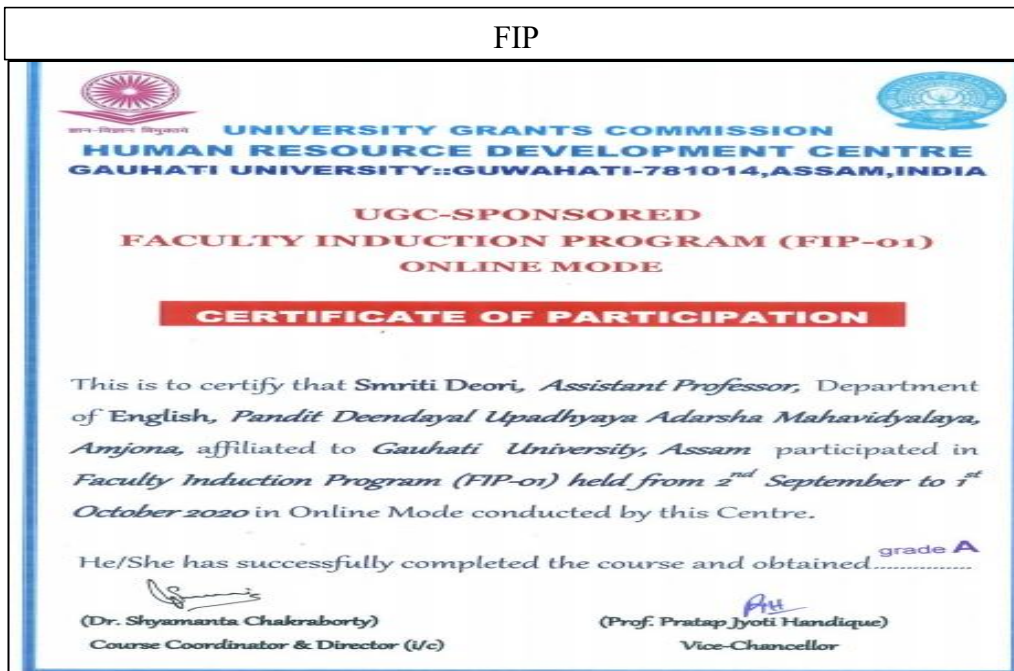 FIP
ज्ञान-विज्ञान विमुक्तये
UNIVERSITY GRANTS COMMISSION
HUMAN RESOURCE DEVELOPMENT CENTRE
GAUHATI UNIVERSITY::GUWAHATI-781014,ASSAM,INDIA
UGC-SPONSORED
FACULTY INDUCTION PROGRAM (FIP-01)
ONLINE MODE
CERTIFICATE OF PARTICIPATION
This is to certify that Smriti Deori, Assistant Professor, Department
of English, Pandit Deendayal Upadhyaya Adarsha Mahavidyalaya,
Amjona, affiliated to Gauhati University, Assam participated in
Faculty Induction Program (FIP-01) held from 2nd September to 1st
October 2020 in Online Mode conducted by this Centre.
He/She has successfully completed the course and obtained grade A..............
(Dr. Shyamanta Chakraborty) (Prof. Pratap Jyoti Handique)
Course Coordinator & Director (i/c) Vice-Chancellor